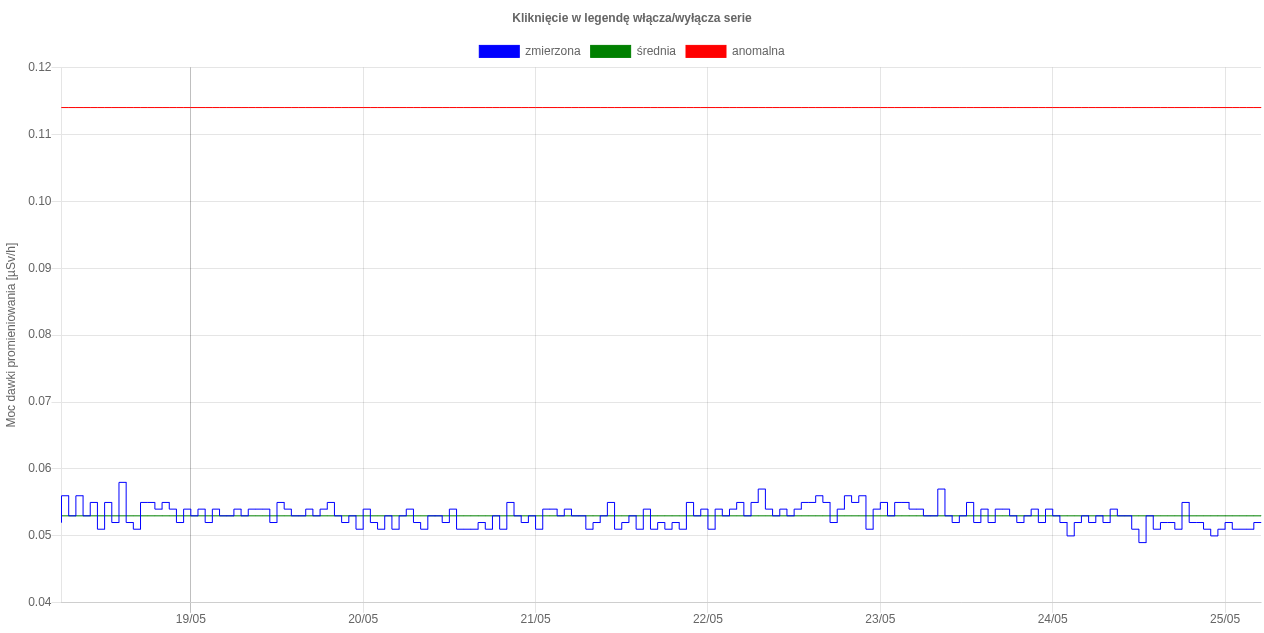 Kliknięcie w legendę włącza/wyłącza serie
zmierzona średnia anomalna
Moc dawki promieniowania [µSv/h]
0.12
0.11
0.10
0.09
0.08
0.07
0.06
0.05
0.04
19/05 20/05 21/05 22/05 23/05 24/05 25/05